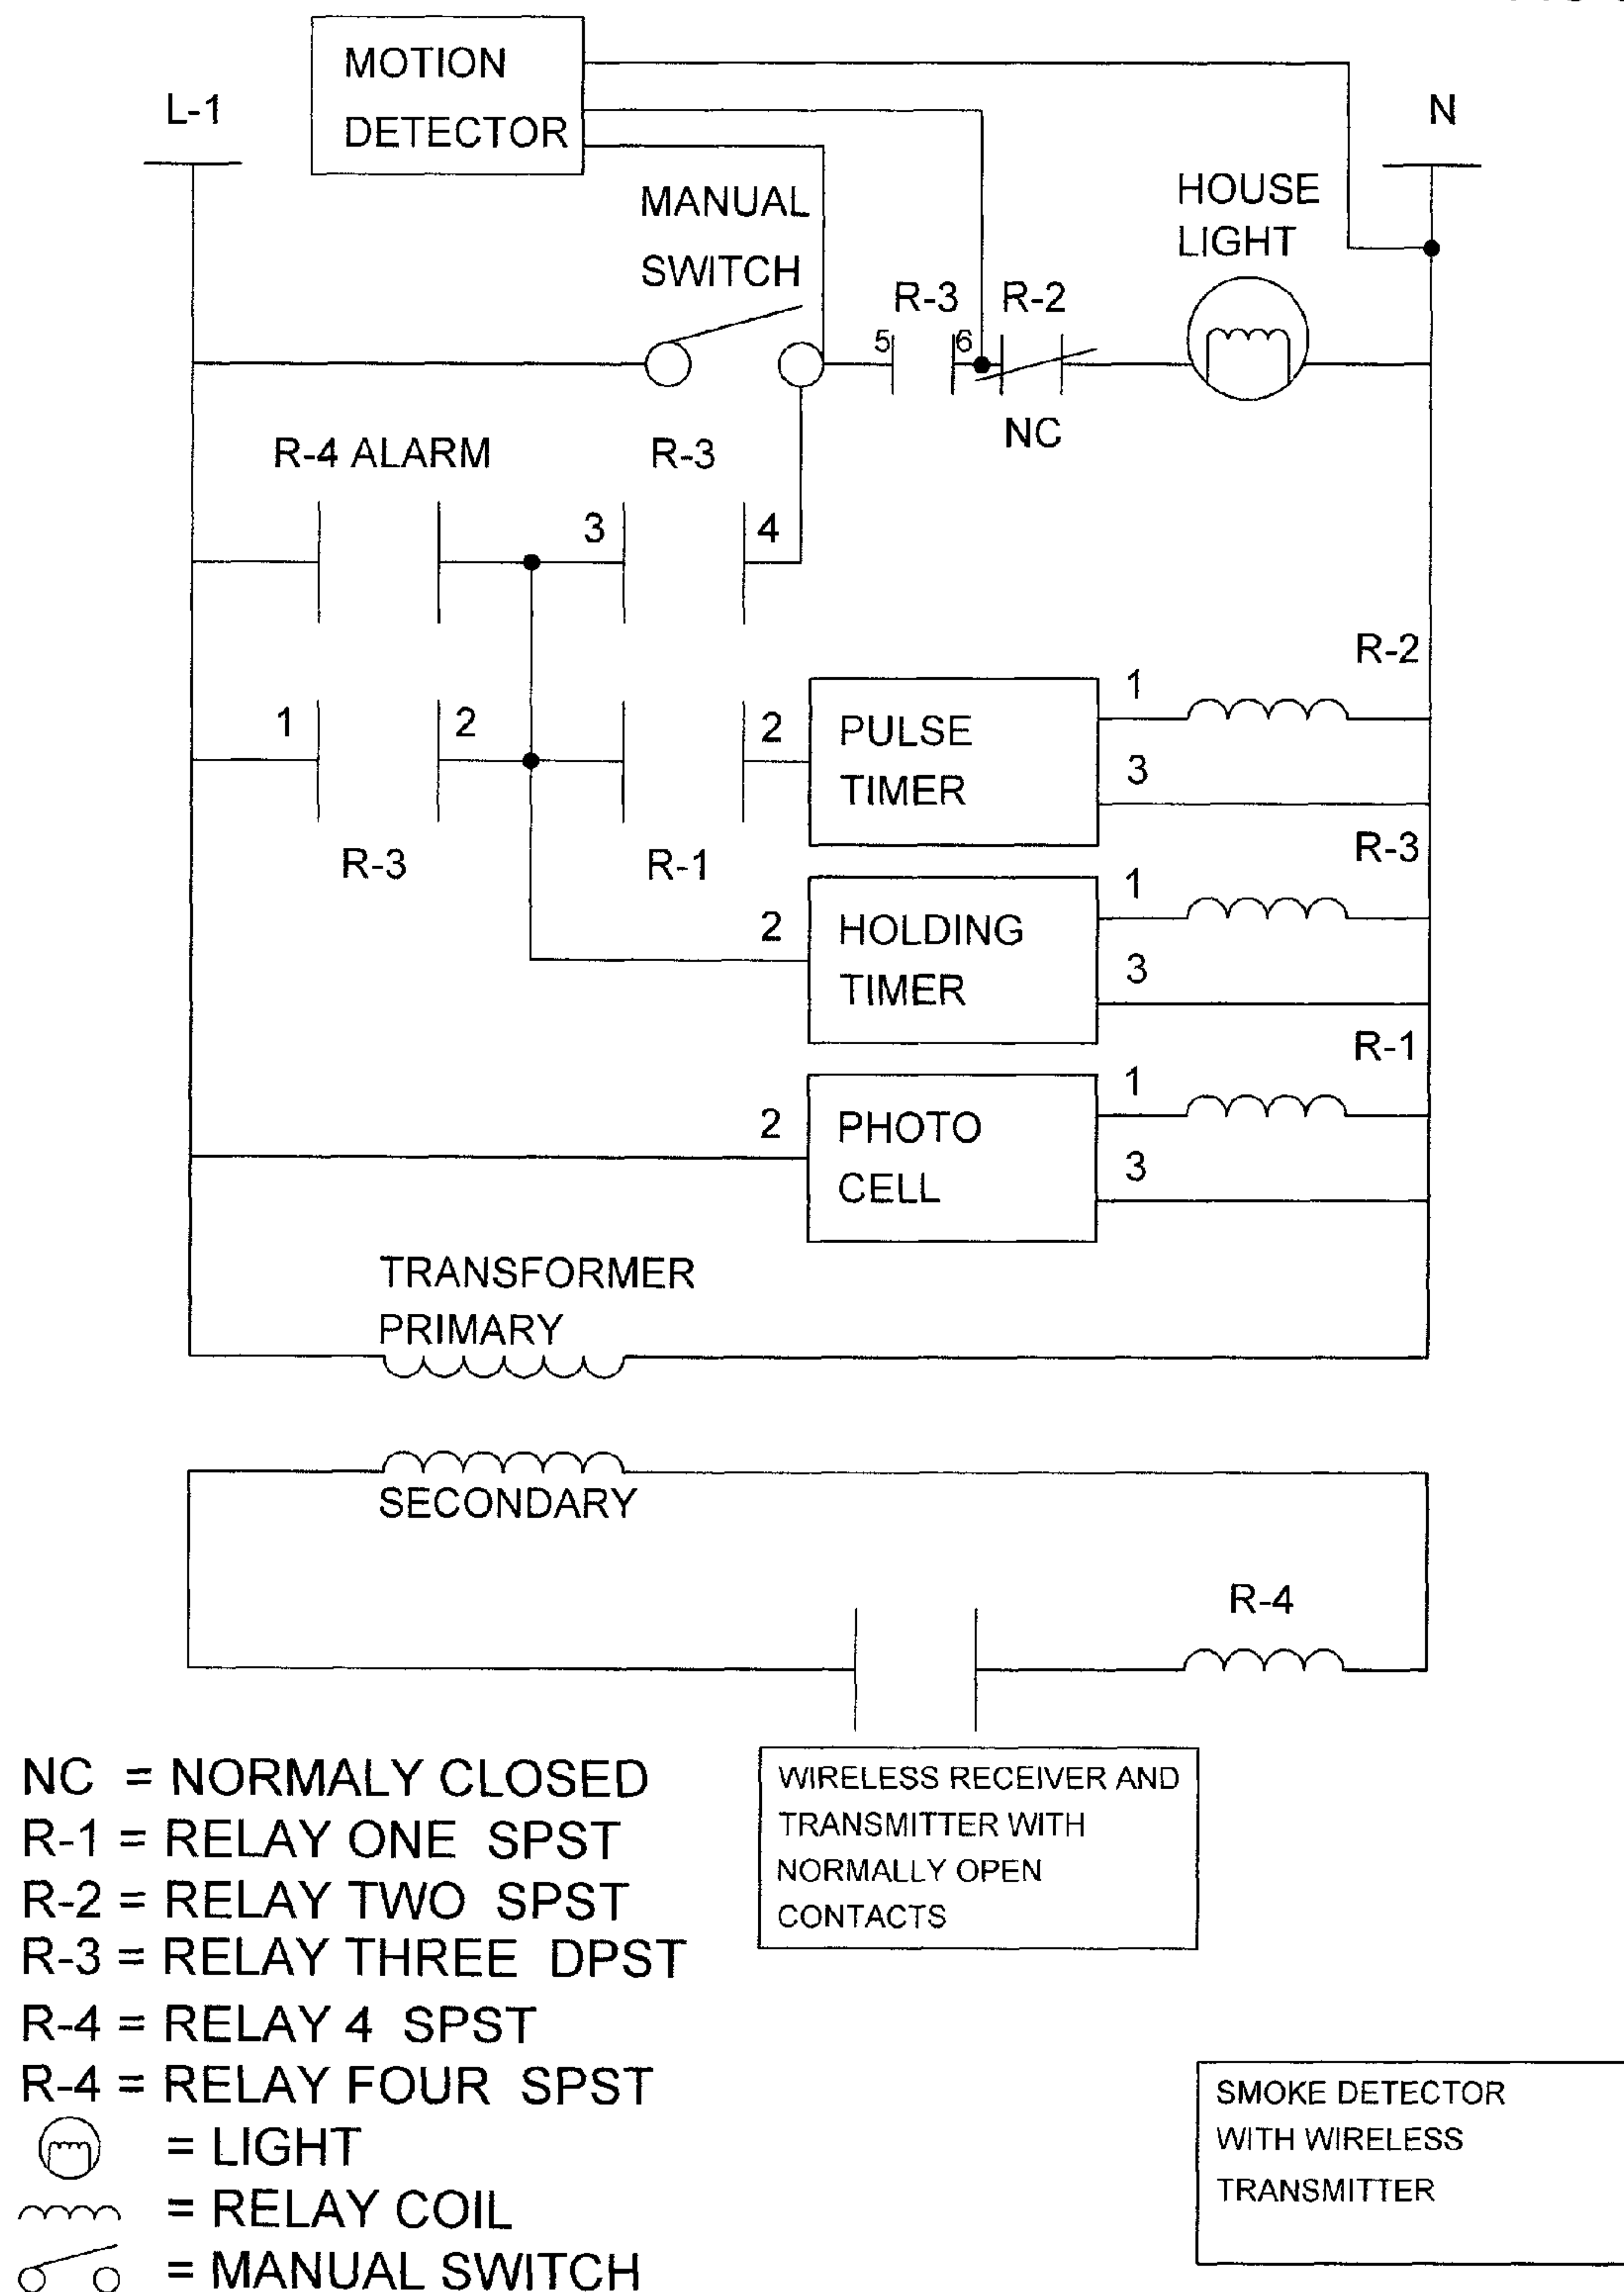 MOTION
DETECTOR
L-1
N
MANUAL
SWITCH
HOUSE
LIGHT
R-3
R-2
5
6
NC
R-4 ALARM
R-3
3
4
R-2
1
2
2
PULSE
TIMER
1
3
R-3
R-1
R-3
2
HOLDING
TIMER
1
3
R-1
2
PHOTO
CELL
1
3
TRANSFORMER
PRIMARY
SECONDARY
R-4
WIRELESS RECEIVER AND
TRANSMITTER WITH
NORMALLY OPEN
CONTACTS
NC = NORMALY CLOSED
R-1 = RELAY ONE SPST
R-2 = RELAY TWO SPST
R-3 = RELAY THREE DPST
R-4 = RELAY 4 SPST
R-4 = RELAY FOUR SPST
= LIGHT
= RELAY COIL
= MANUAL SWITCH
SMOKE DETECTOR
WITH WIRELESS
TRANSMITTER